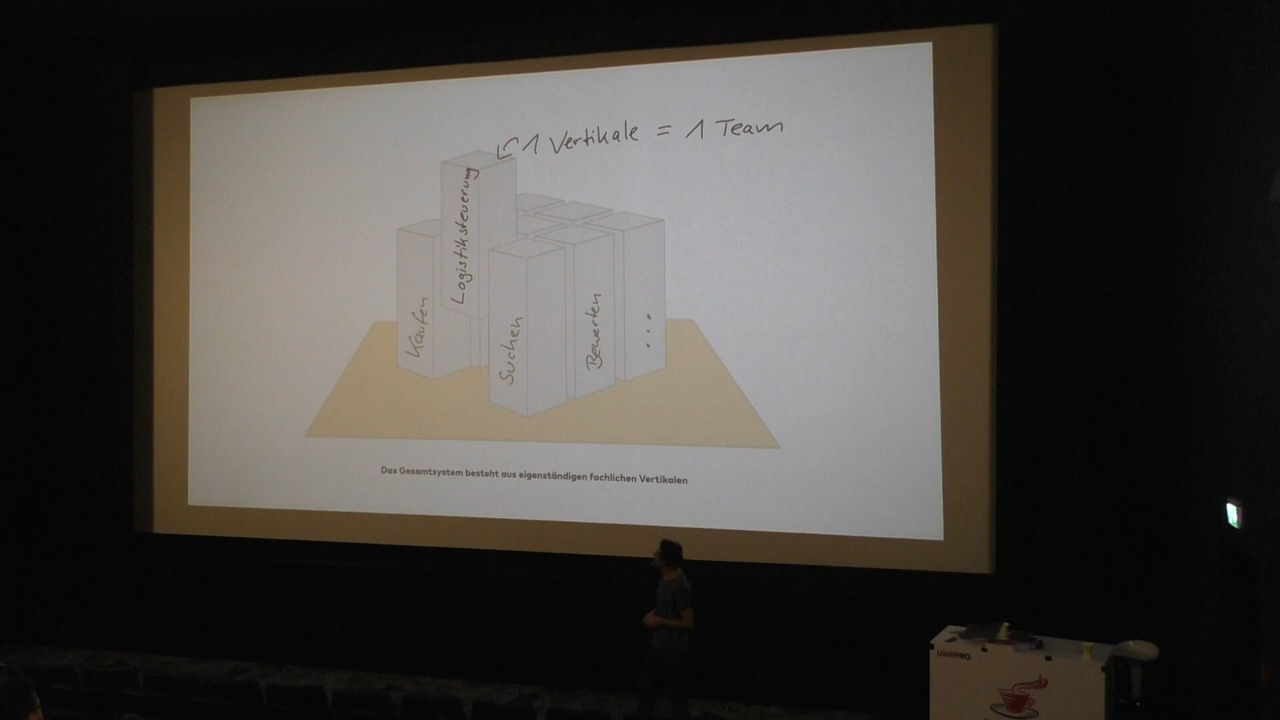 1 Vertikale = 1 Team
Logistiksteuerung
Kaufen
Suchen
Bewerten
...
Das Gesamtsystem besteht aus eigenständigen fachlichen Vertikalen